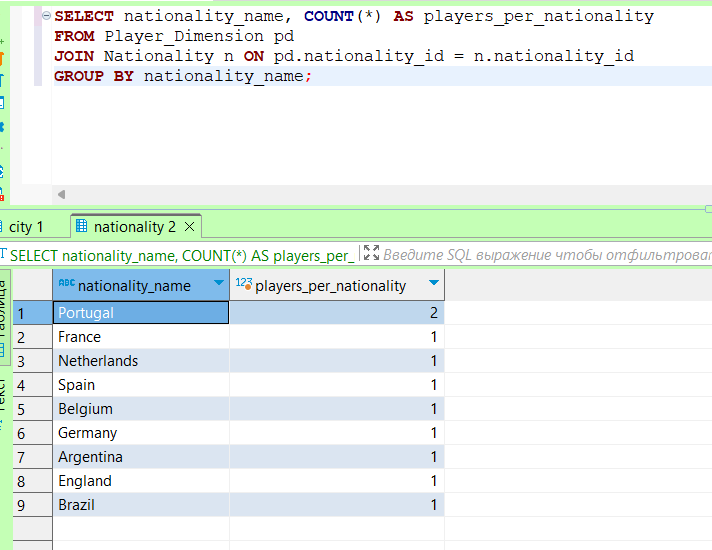 SELECT nationality_name, COUNT(*) AS players_per_nationality
FROM Player_Dimension pd
JOIN Nationality n ON pd.nationality_id = n.nationality_id
GROUP BY nationality_name;
city 1
nationality 2
SELECT nationality_name, COUNT(*) AS players_per_ Введите SQL выражение чтобы отфильтроват
ABC nationality_name 123 players_per_nationality
1 Portugal 2
2 France 1
3 Netherlands 1
4 Spain 1
5 Belgium 1
6 Germany 1
7 Argentina 1
8 England 1
9 Brazil 1